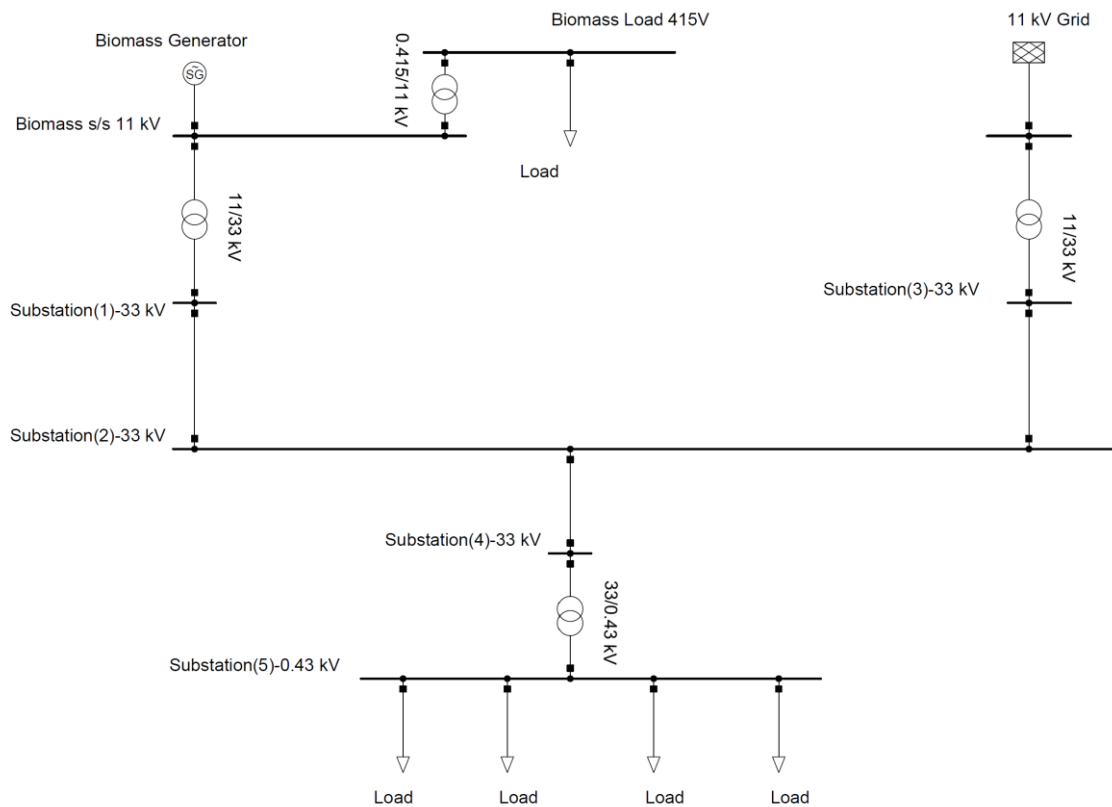 Biomass Load 415V
11 kV Grid
Biomass Generator
SG
0.415/11 kV
Biomass s/s 11 kV
Load
11/33 kV
11/33 kV
Substation(1)-33 kV
Substation(3)-33 kV
Substation(2)-33 kV
Substation(4)-33 kV
33/0.43 kV
Substation(5)-0.43 kV
Load
Load
Load
Load